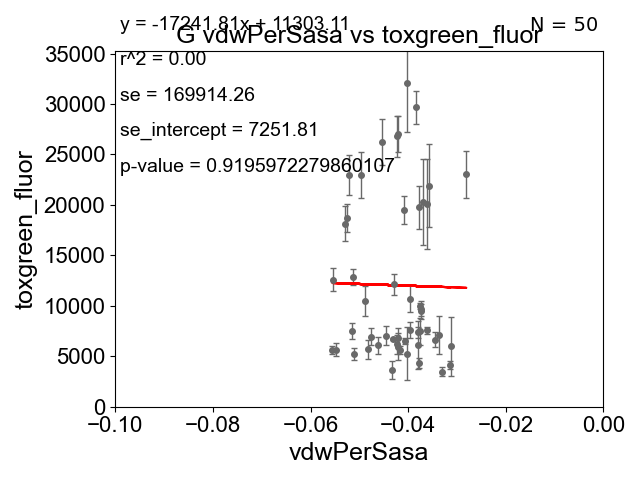 y = -17241.81x + 11303.11
N = 50
G vdwPerSasa vs toxgreen_fluor
r^2 = 0.00
se = 169914.26
se_intercept = 7251.81
p-value = 0.9195972279860107
35000
30000
25000
20000
15000
10000
5000
0
toxgreen_fluor
−0.10 −0.08 −0.06 −0.04 −0.02 0.00
vdwPerSasa